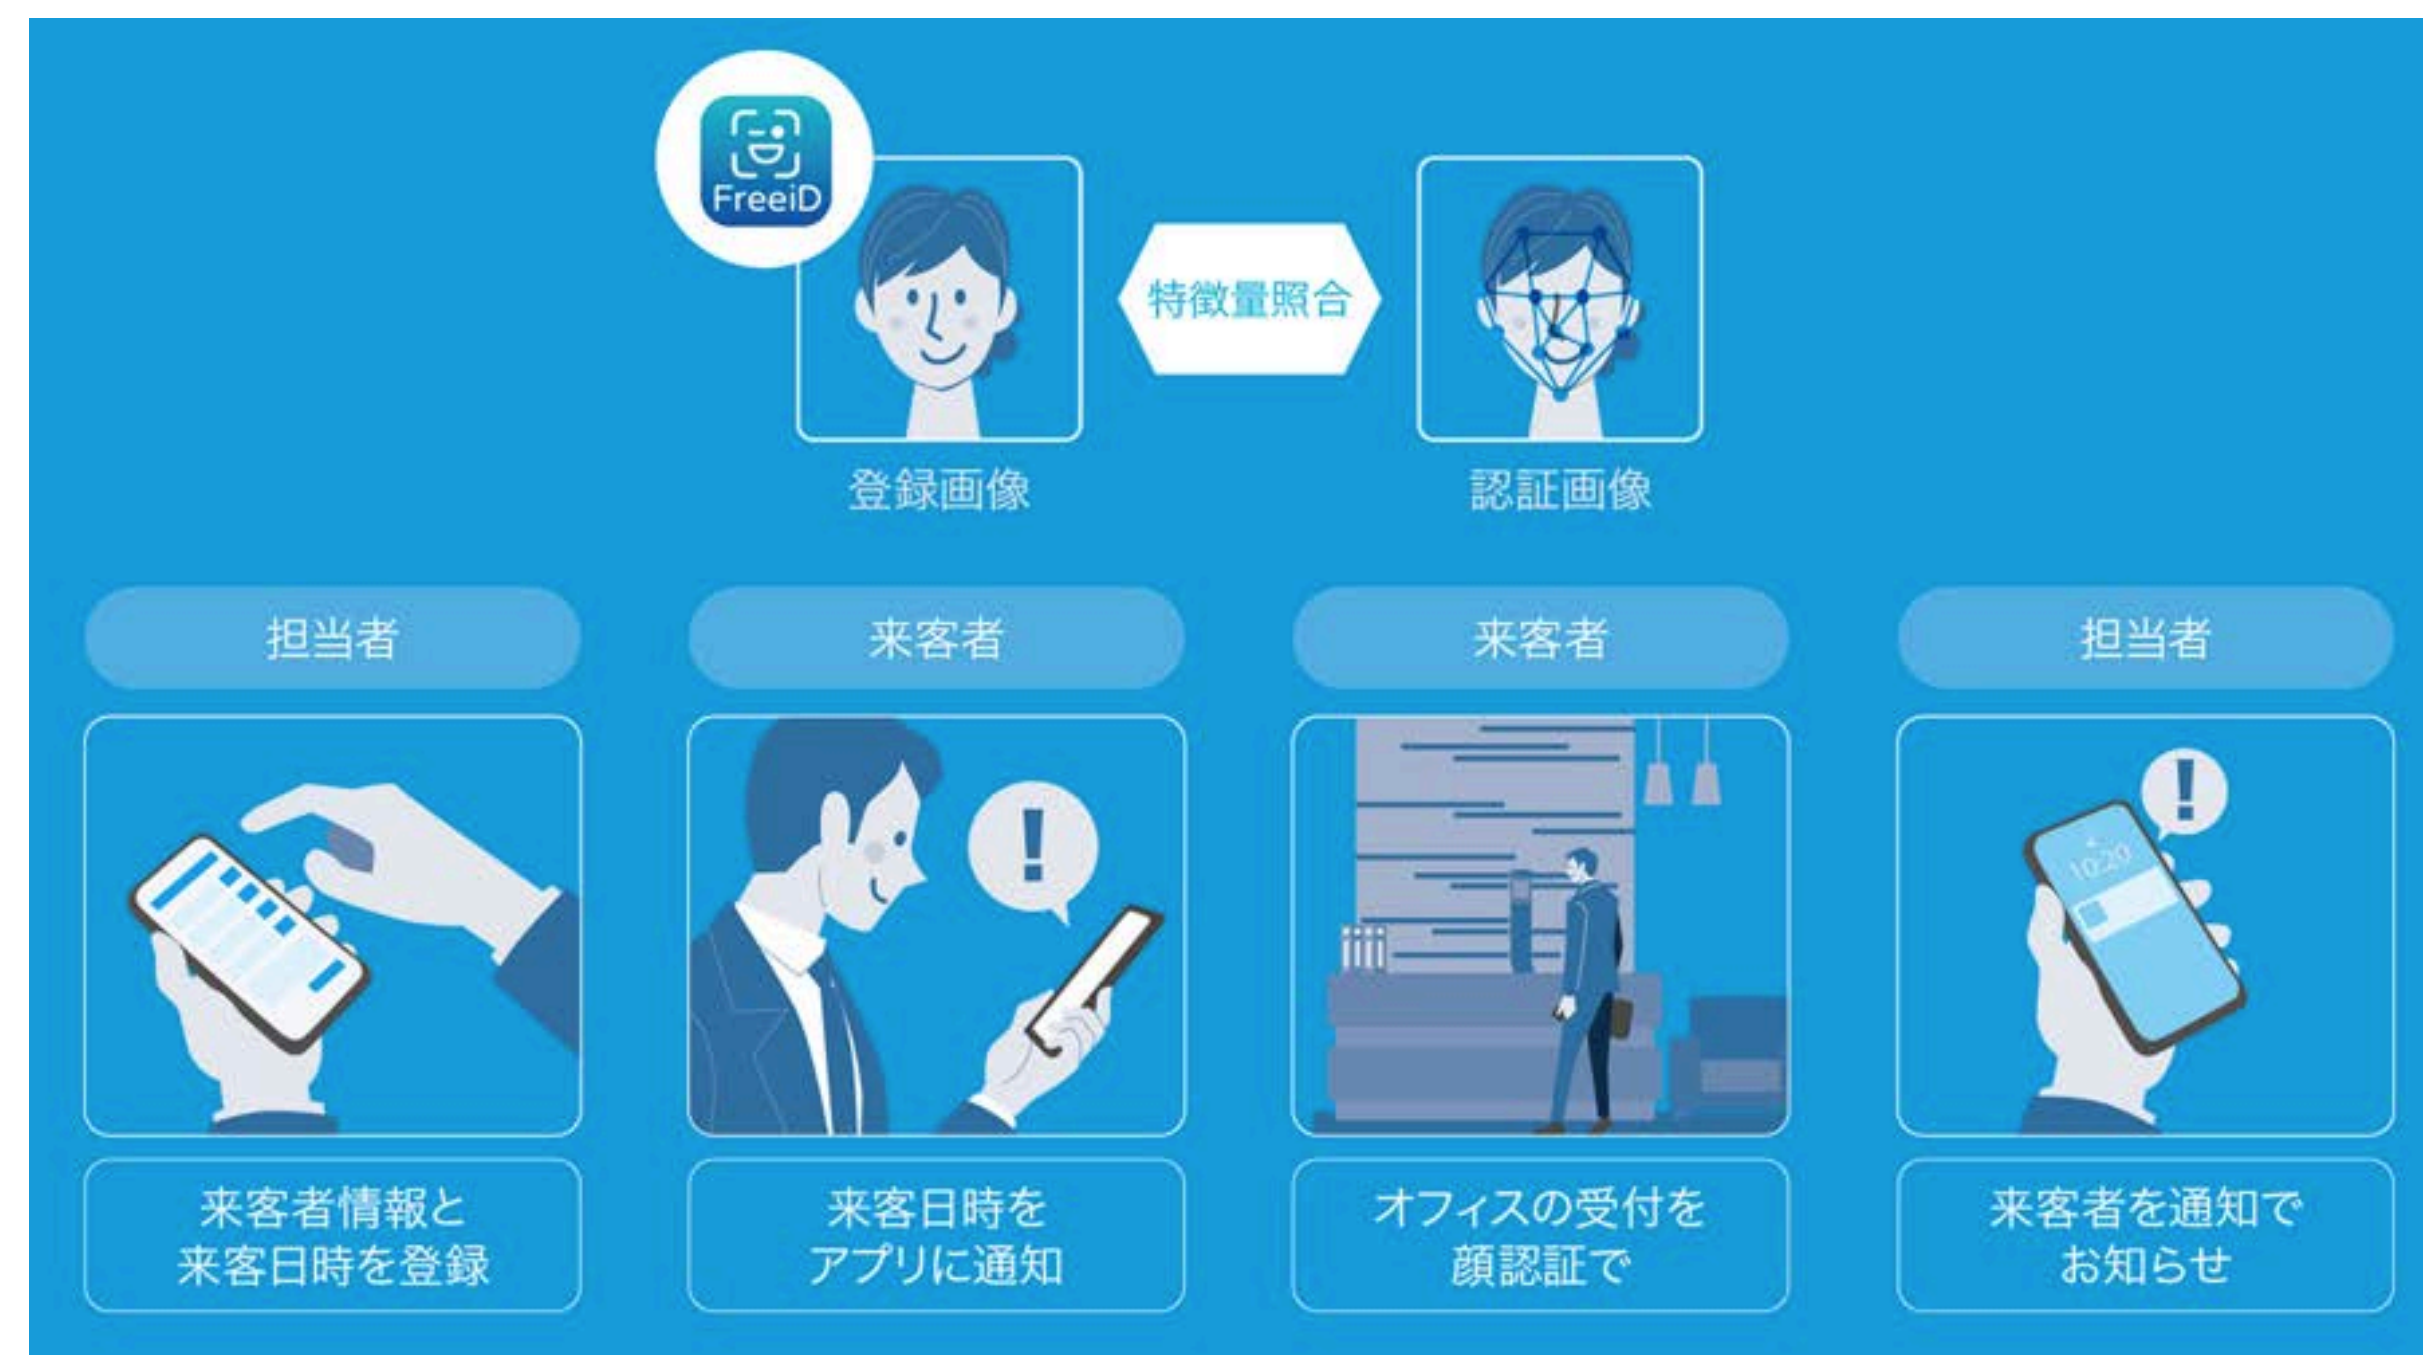 FreeiD
特徴量照合
登録画像
認証画像
担当者
来客者
来客者
担当者
!
!
10:20
来客者情報と
来客日時を登録
来客日時を
アプリに通知
オフィスの受付を
顔認証で
来客者を通知で
お知らせ